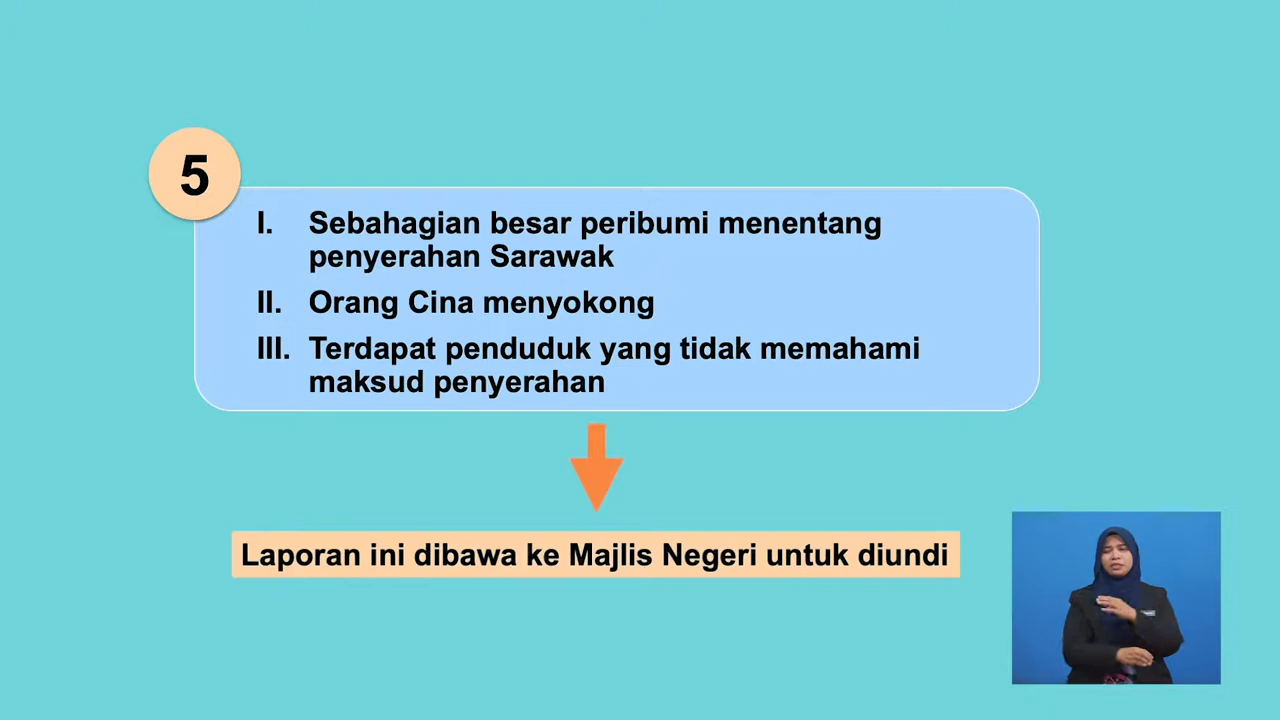 5
I. Sebahagian besar peribumi menentang
penyerahan Sarawak
II. Orang Cina menyokong
III. Terdapat penduduk yang tidak memahami
maksud penyerahan
Laporan ini dibawa ke Majlis Negeri untuk diundi